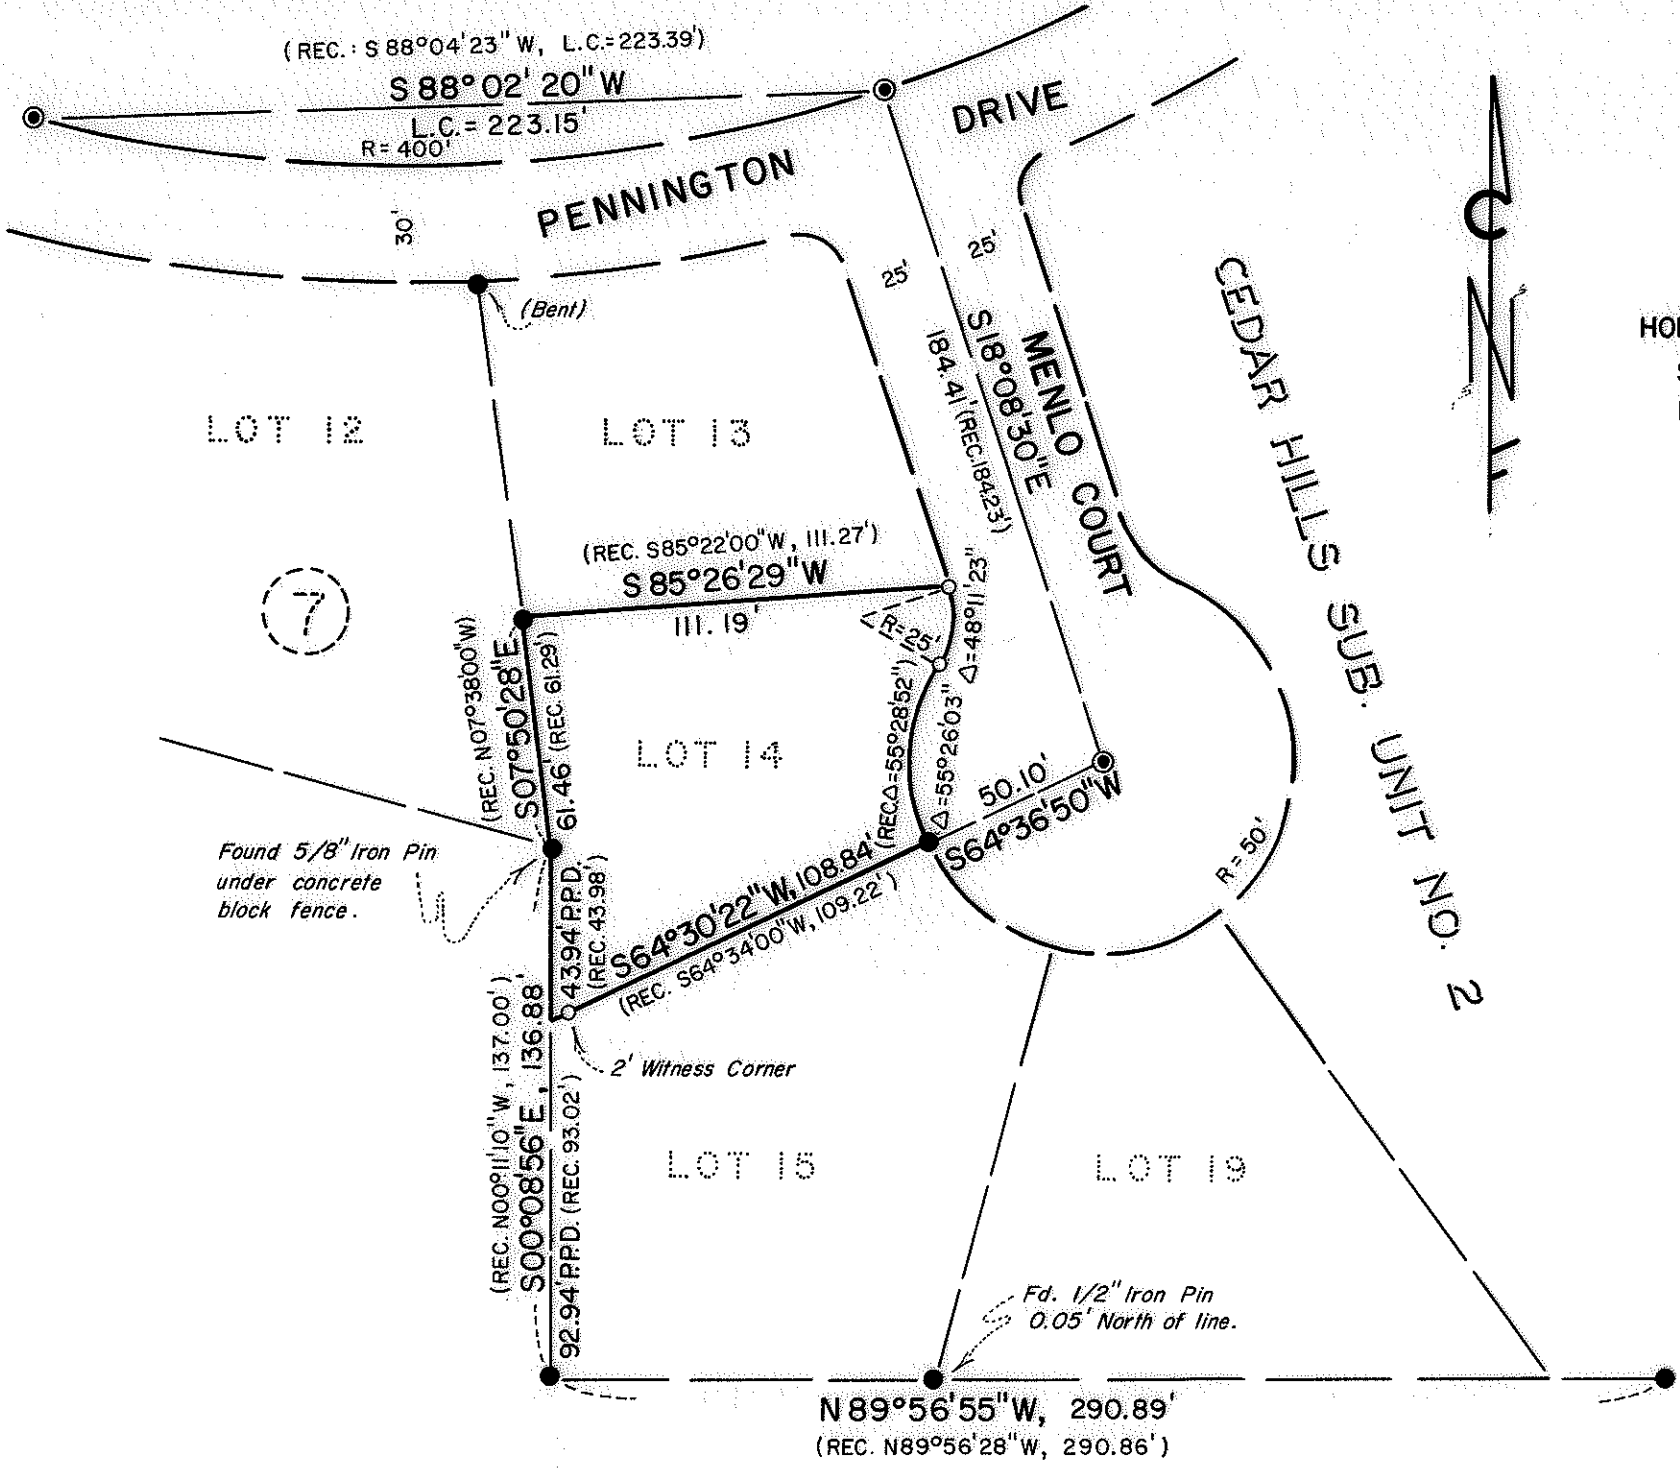 (REC.: S 88°04'23" W, L.C.=223.39')
S 88° 02' 20" W
L.C. = 223.15'
R= 400'
PENNINGTON
DRIVE
30'
25'
25'
(Bent)
184.41' (REC.184.23')
S18°08'30"E
MENLO COURT
CEDAR HILLS SUB. UNIT NO. 2
N
LOT 12
LOT 13
7
(REC. S85°22'00"W, 111.27')
S 85°26'29"W
111.19'
R=25'
Δ=48°11'23"
(REC. N07°38'00"W)
S07°50'28"E
61.46' (REC. 61.29')
LOT 14
(REC.Δ=55°28'52")
Δ=55°26'03"
50.10'
S64°36'50"W
R=50'
Found 5/8" Iron Pin
under concrete
block fence.
43.94' P.P.D.
(REC. 43.98')
S64°30'22"W, 108.84'
(REC. S64°34'00"W, 109.22')
2' Witness Corner
(REC. N00°11'10"W, 137.00')
S00°08'56"E, 136.88'
92.94' P.P.D. (REC. 93.02')
LOT 15
LOT 19
Fd. 1/2" Iron Pin
0.05' North of line.
N 89°56'55"W, 290.89'
(REC. N89°56'28"W, 290.86')